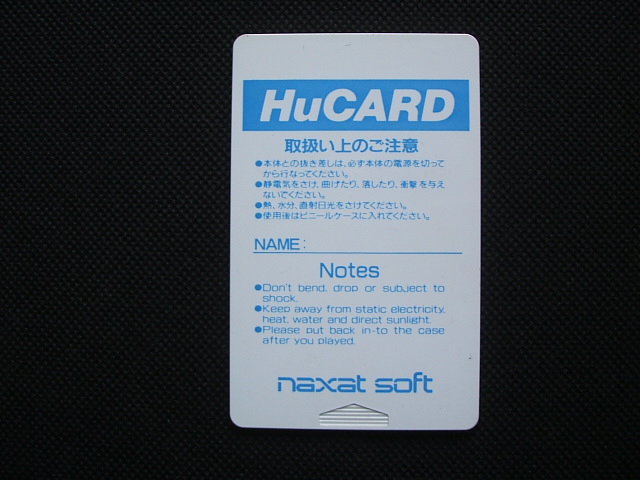 HuCARD
取扱い上のご注意
●本体との抜き差しは、必ず本体の電源を切って
から行なってください。
●静電気をさけ、曲げたり、落したり、衝撃を与え
ないでください。
●熱、水分、直射日光をさけてください。
●使用後はビニールケースに入れてください。
NAME:
Notes
●Don't bend, drop or subject to
shock.
●Keep away from static electricity,
heat, water and direct sunlight.
●Please put back in-to the case
after you played.
naxat soft